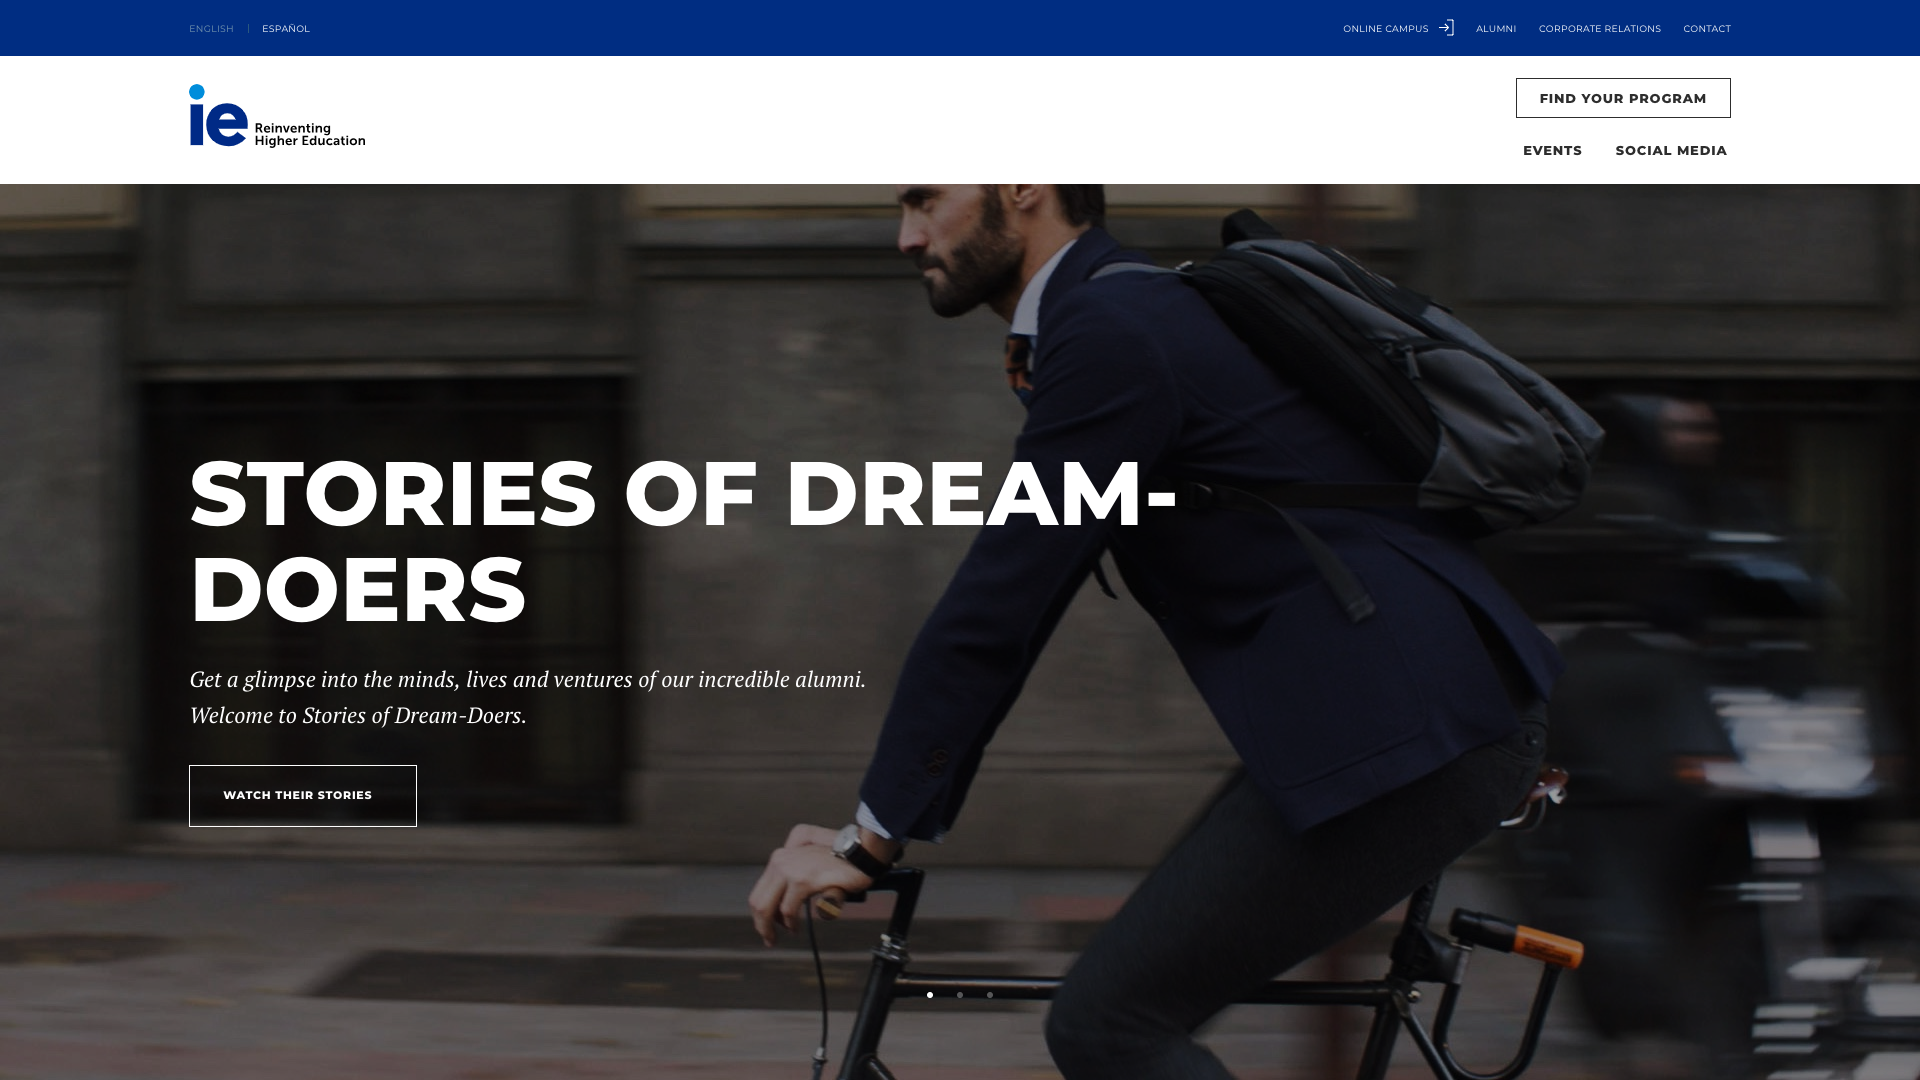 ENGLISH | ESPAÑOL
ONLINE CAMPUS ALUMNI CORPORATE RELATIONS CONTACT
ie Reinventing
Higher Education
FIND YOUR PROGRAM
EVENTS SOCIAL MEDIA
STORIES OF DREAM-
DOERS
Get a glimpse into the minds, lives and ventures of our incredible alumni.
Welcome to Stories of Dream-Doers.
WATCH THEIR STORIES